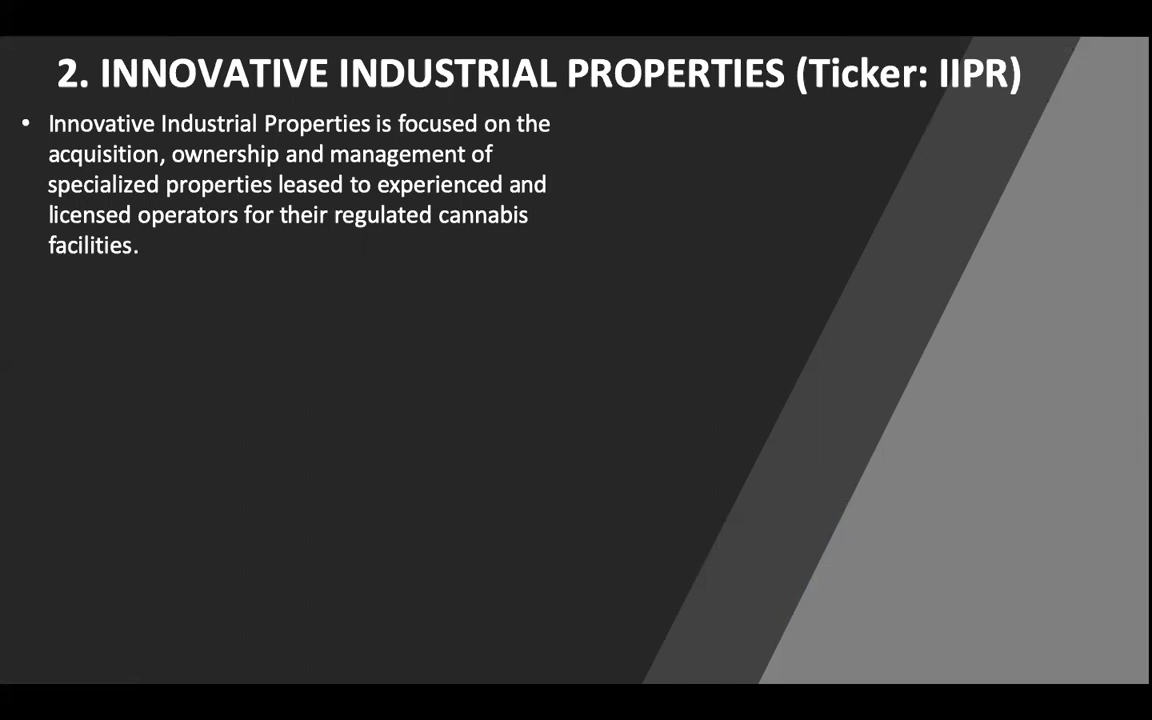 2. INNOVATIVE INDUSTRIAL PROPERTIES (Ticker: IIPR)
• Innovative Industrial Properties is focused on the
acquisition, ownership and management of
specialized properties leased to experienced and
licensed operators for their regulated cannabis
facilities.